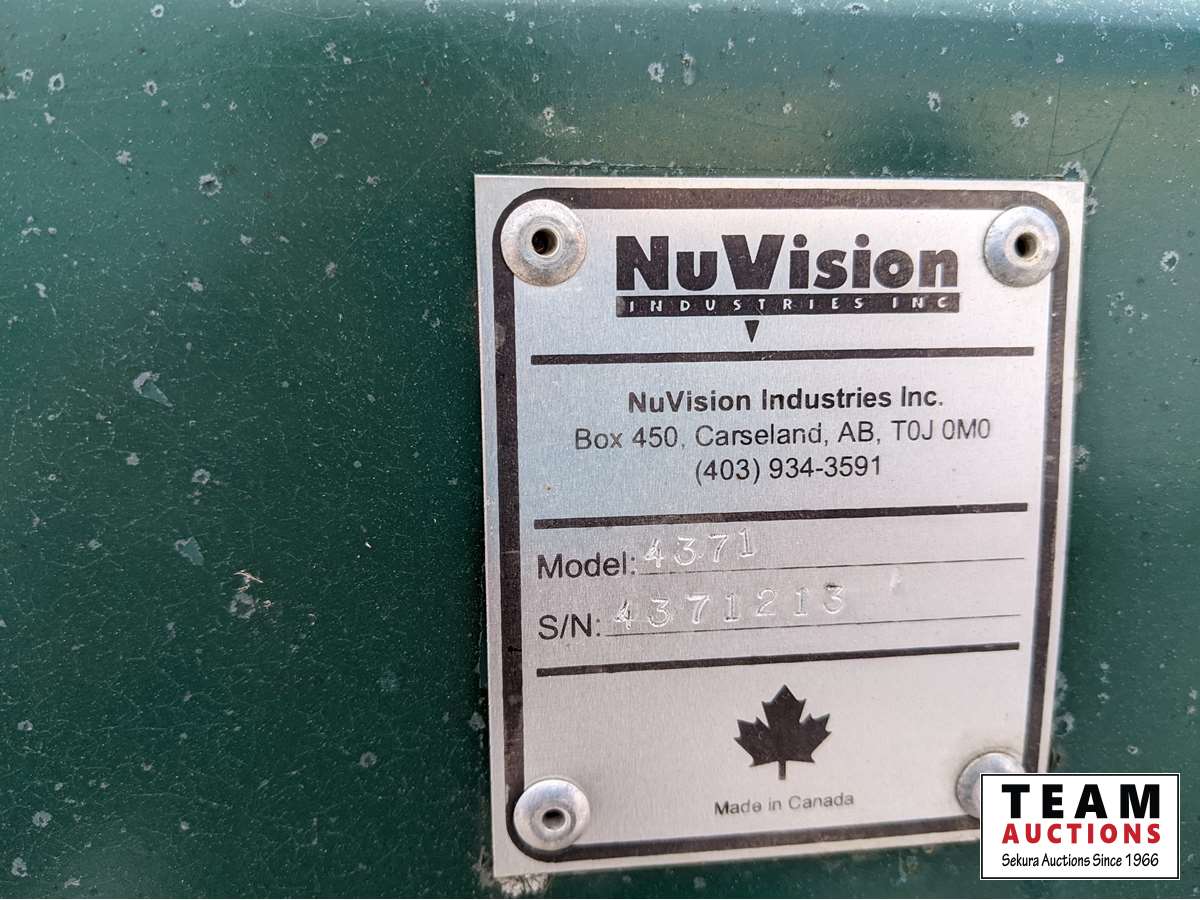 NuVision
INDUSTRIES INC
NuVision Industries Inc.
Box 450, Carseland, AB, T0J 0M0
(403) 934-3591
Model: 4371
S/N: 4371213
Made in Canada
TEAM
AUCTIONS
Sekura Auctions Since 1966